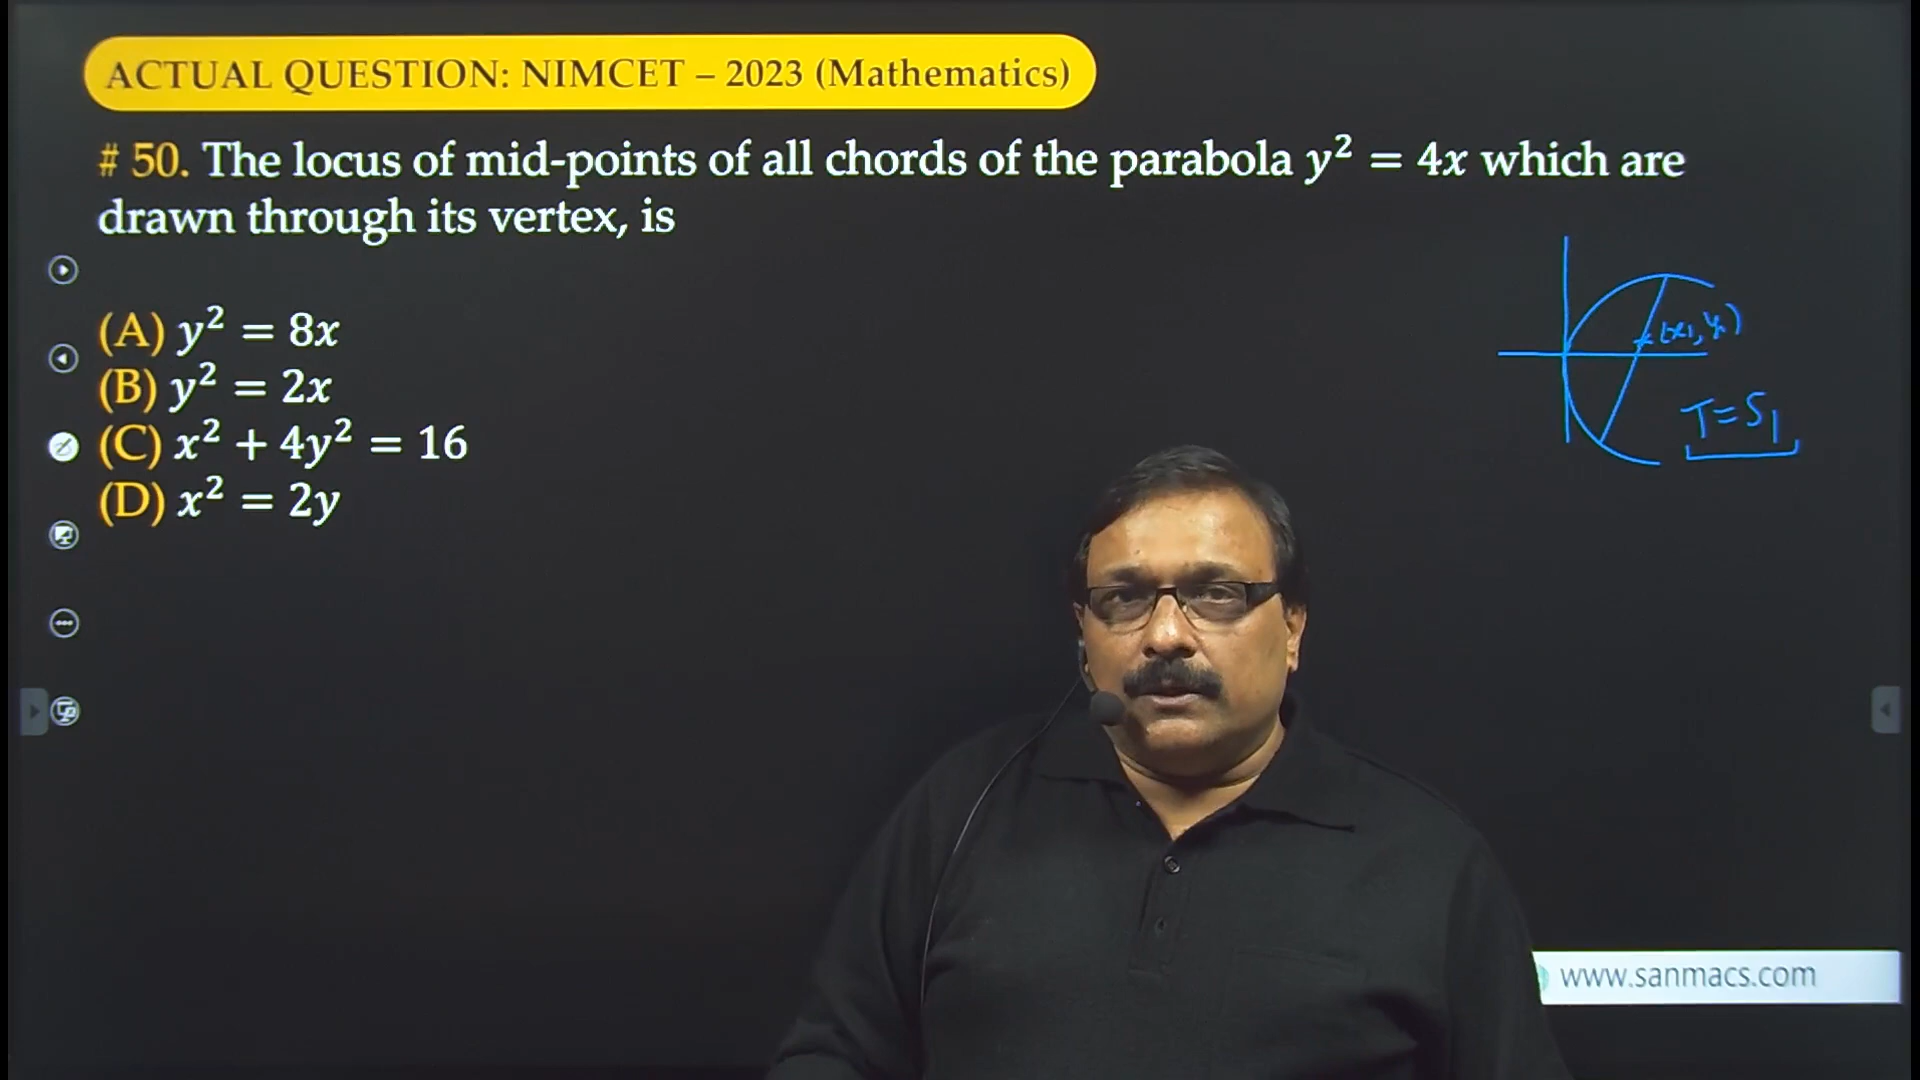 ACTUAL QUESTION: NIMCET – 2023 (Mathematics)
# 50. The locus of mid-points of all chords of the parabola y² = 4x which are
drawn through its vertex, is
(A) y² = 8x
(B) y² = 2x
(C) x² + 4y² = 16
(D) x² = 2y
(x₁, y₁)
T = S₁
www.sanmacs.com